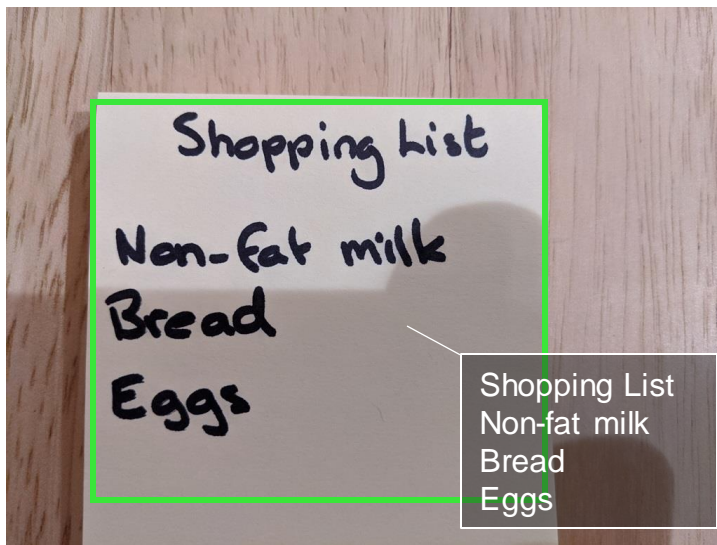 Shopping List
Non-fat milk
Bread
Eggs
Shopping List
Non-fat milk
Bread
Eggs